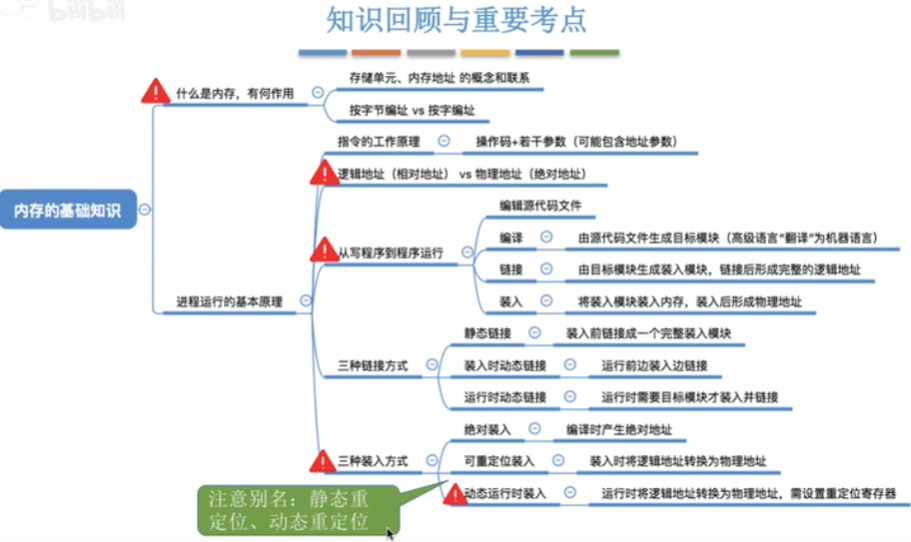 bilibili
知识回顾与重要考点
内存的基础知识
什么是内存，有何作用
存储单元、内存地址 的概念和联系
按字节编址 vs 按字编址
进程运行的基本原理
指令的工作原理
操作码+若干参数（可能包含地址参数）
逻辑地址（相对地址） vs 物理地址（绝对地址）
从写程序到程序运行
编辑源代码文件
编译
由源代码文件生成目标模块（高级语言“翻译”为机器语言）
链接
由目标模块生成装入模块，链接后形成完整的逻辑地址
装入
将装入模块装入内存，装入后形成物理地址
三种链接方式
静态链接
装入前链接成一个完整装入模块
装入时动态链接
运行前边装入边链接
运行时动态链接
运行时需要目标模块才装入并链接
三种装入方式
绝对装入
编译时产生绝对地址
可重定位装入
装入时将逻辑地址转换为物理地址
动态运行时装入
运行时将逻辑地址转换为物理地址，需设置重定位寄存器
注意别名：静态重
定位、动态重定位